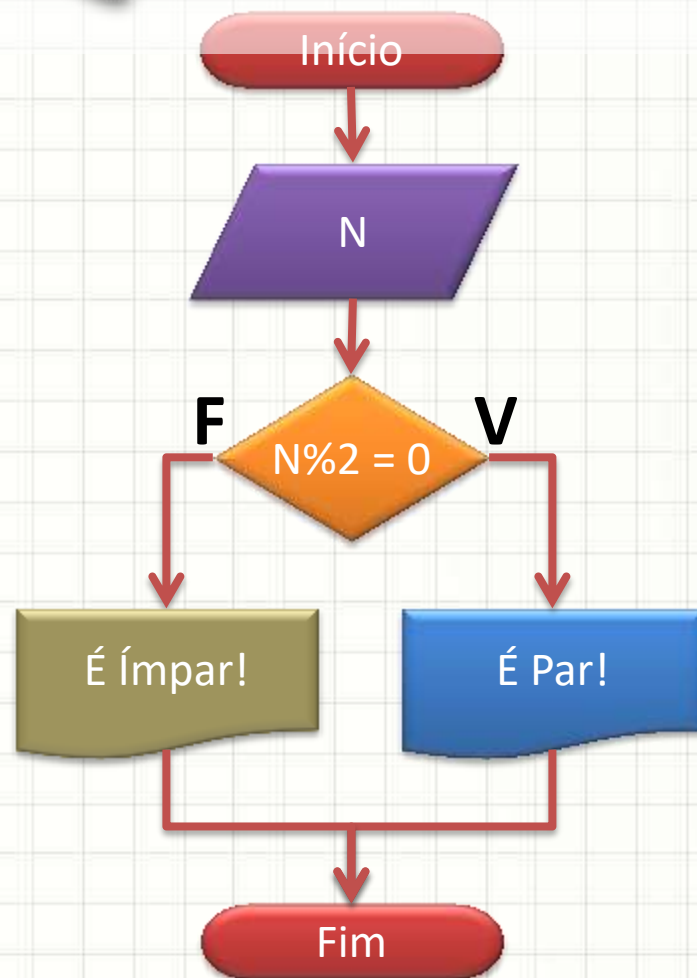 Início
N
F
V
N%2 = 0
É Ímpar!
É Par!
Fim